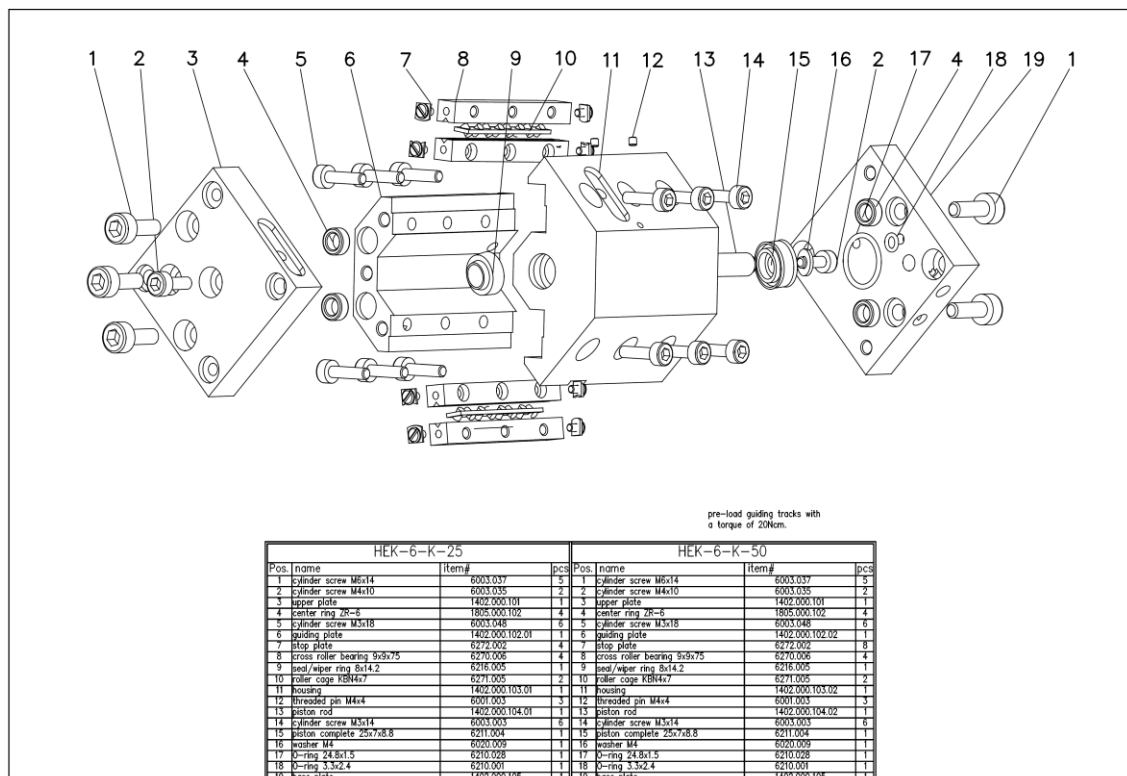 1 2 3 4 5 6 7 8 9 10 11 12 13 14 15 16 2 17 4 18 19 1
pre-load guiding tracks with
a torque of 20Ncm.
HEK-6-K-25 HEK-6-K-50
Pos. name item# pcs Pos. name item# pcs
1 cylinder screw M6x14 6003.037 5 1 cylinder screw M6x14 6003.037 5
2 cylinder screw M4x10 6003.035 2 2 cylinder screw M4x10 6003.035 2
3 upper plate 1402.000.101 1 3 upper plate 1402.000.101 1
4 center ring ZR-6 1805.000.102 4 4 center ring ZR-6 1805.000.102 4
5 cylinder screw M3x18 6003.048 6 5 cylinder screw M3x18 6003.048 6
6 guiding plate 1402.000.102.01 1 6 guiding plate 1402.000.102.02 1
7 stop plate 6272.002 4 7 stop plate 6272.002 8
8 cross roller bearing 9x9x75 6270.006 4 8 cross roller bearing 9x9x75 6270.006 4
9 seal/wiper ring 8x14.2 6216.005 1 9 seal/wiper ring 8x14.2 6216.005 1
10 roller cage KBN4x7 6271.005 2 10 roller cage KBN4x7 6271.005 2
11 housing 1402.000.103.01 1 11 housing 1402.000.103.02 1
12 threaded pin M4x4 6001.003 3 12 threaded pin M4x4 6001.003 3
13 piston rod 1402.000.104.01 1 13 piston rod 1402.000.104.02 1
14 cylinder screw M3x14 6003.003 6 14 cylinder screw M3x14 6003.003 6
15 piston complete 25x7x8.8 6211.004 1 15 piston complete 25x7x8.8 6211.004 1
16 washer M4 6020.009 1 16 washer M4 6020.009 1
17 O-ring 24.8x1.5 6210.028 1 17 O-ring 24.8x1.5 6210.028 1
18 O-ring 3.3x2.4 6210.001 1 18 O-ring 3.3x2.4 6210.001 1
19 base plate 1402.000.105 1 19 base plate 1402.000.105 1